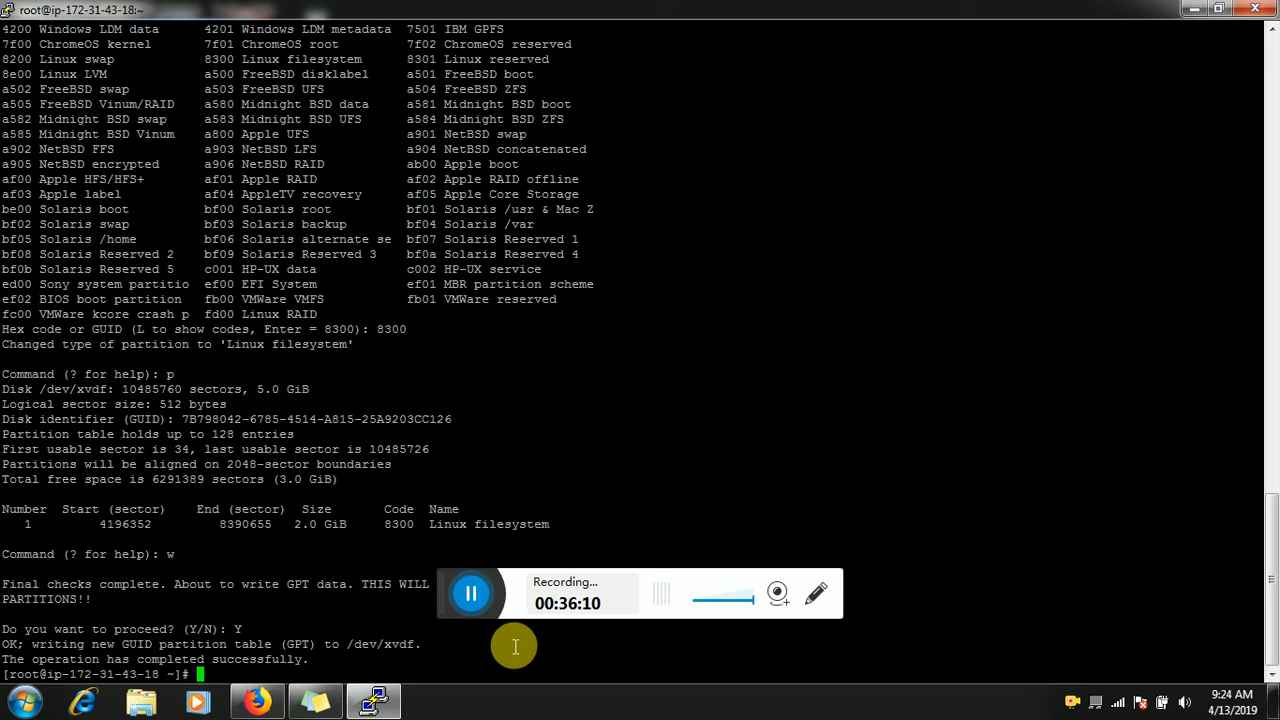 root@ip-172-31-43-18:~
4200 Windows LDM data 4201 Windows LDM metadata 7501 IBM GPFS
7f00 ChromeOS kernel 7f01 ChromeOS root 7f02 ChromeOS reserved
8200 Linux swap 8300 Linux filesystem 8301 Linux reserved
8e00 Linux LVM a500 FreeBSD disklabel a501 FreeBSD boot
a502 FreeBSD swap a503 FreeBSD UFS a504 FreeBSD ZFS
a505 FreeBSD Vinum/RAID a580 Midnight BSD data a581 Midnight BSD boot
a582 Midnight BSD swap a583 Midnight BSD UFS a584 Midnight BSD ZFS
a585 Midnight BSD Vinum a800 Apple UFS a901 NetBSD swap
a902 NetBSD FFS a903 NetBSD LFS a904 NetBSD concatenated
a905 NetBSD encrypted a906 NetBSD RAID ab00 Apple boot
af00 Apple HFS/HFS+ af01 Apple RAID af02 Apple RAID offline
af03 Apple label af04 AppleTV recovery af05 Apple Core Storage
be00 Solaris boot bf00 Solaris root bf01 Solaris /usr & Mac Z
bf02 Solaris swap bf03 Solaris backup bf04 Solaris /var
bf05 Solaris /home bf06 Solaris alternate se bf07 Solaris Reserved 1
bf08 Solaris Reserved 2 bf09 Solaris Reserved 3 bf0a Solaris Reserved 4
bf0b Solaris Reserved 5 c001 HP-UX data c002 HP-UX service
ed00 Sony system partitio ef00 EFI System ef01 MBR partition scheme
ef02 BIOS boot partition fb00 VMWare VMFS fb01 VMWare reserved
fc00 VMWare kcore crash p fd00 Linux RAID
Hex code or GUID (L to show codes, Enter = 8300): 8300
Changed type of partition to 'Linux filesystem'
Command (? for help): p
Disk /dev/xvdf: 10485760 sectors, 5.0 GiB
Logical sector size: 512 bytes
Disk identifier (GUID): 7B798042-6785-4514-A815-25A9203CC126
Partition table holds up to 128 entries
First usable sector is 34, last usable sector is 10485726
Partitions will be aligned on 2048-sector boundaries
Total free space is 6291389 sectors (3.0 GiB)
Number Start (sector) End (sector) Size Code Name
1 4196352 8390655 2.0 GiB 8300 Linux filesystem
Command (? for help): w
Final checks complete. About to write GPT data. THIS WILL
PARTITIONS!!
Recording...
00:36:10
Do you want to proceed? (Y/N): Y
OK; writing new GUID partition table (GPT) to /dev/xvdf.
The operation has completed successfully.
[root@ip-172-31-43-18 ~]#
9:24 AM
4/13/2019